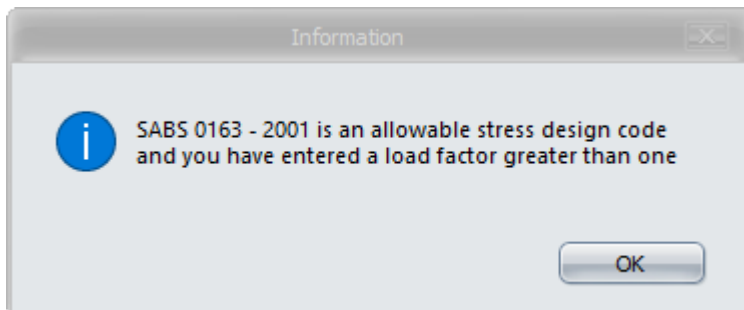 Information
SABS 0163 - 2001 is an allowable stress design code
and you have entered a load factor greater than one
OK